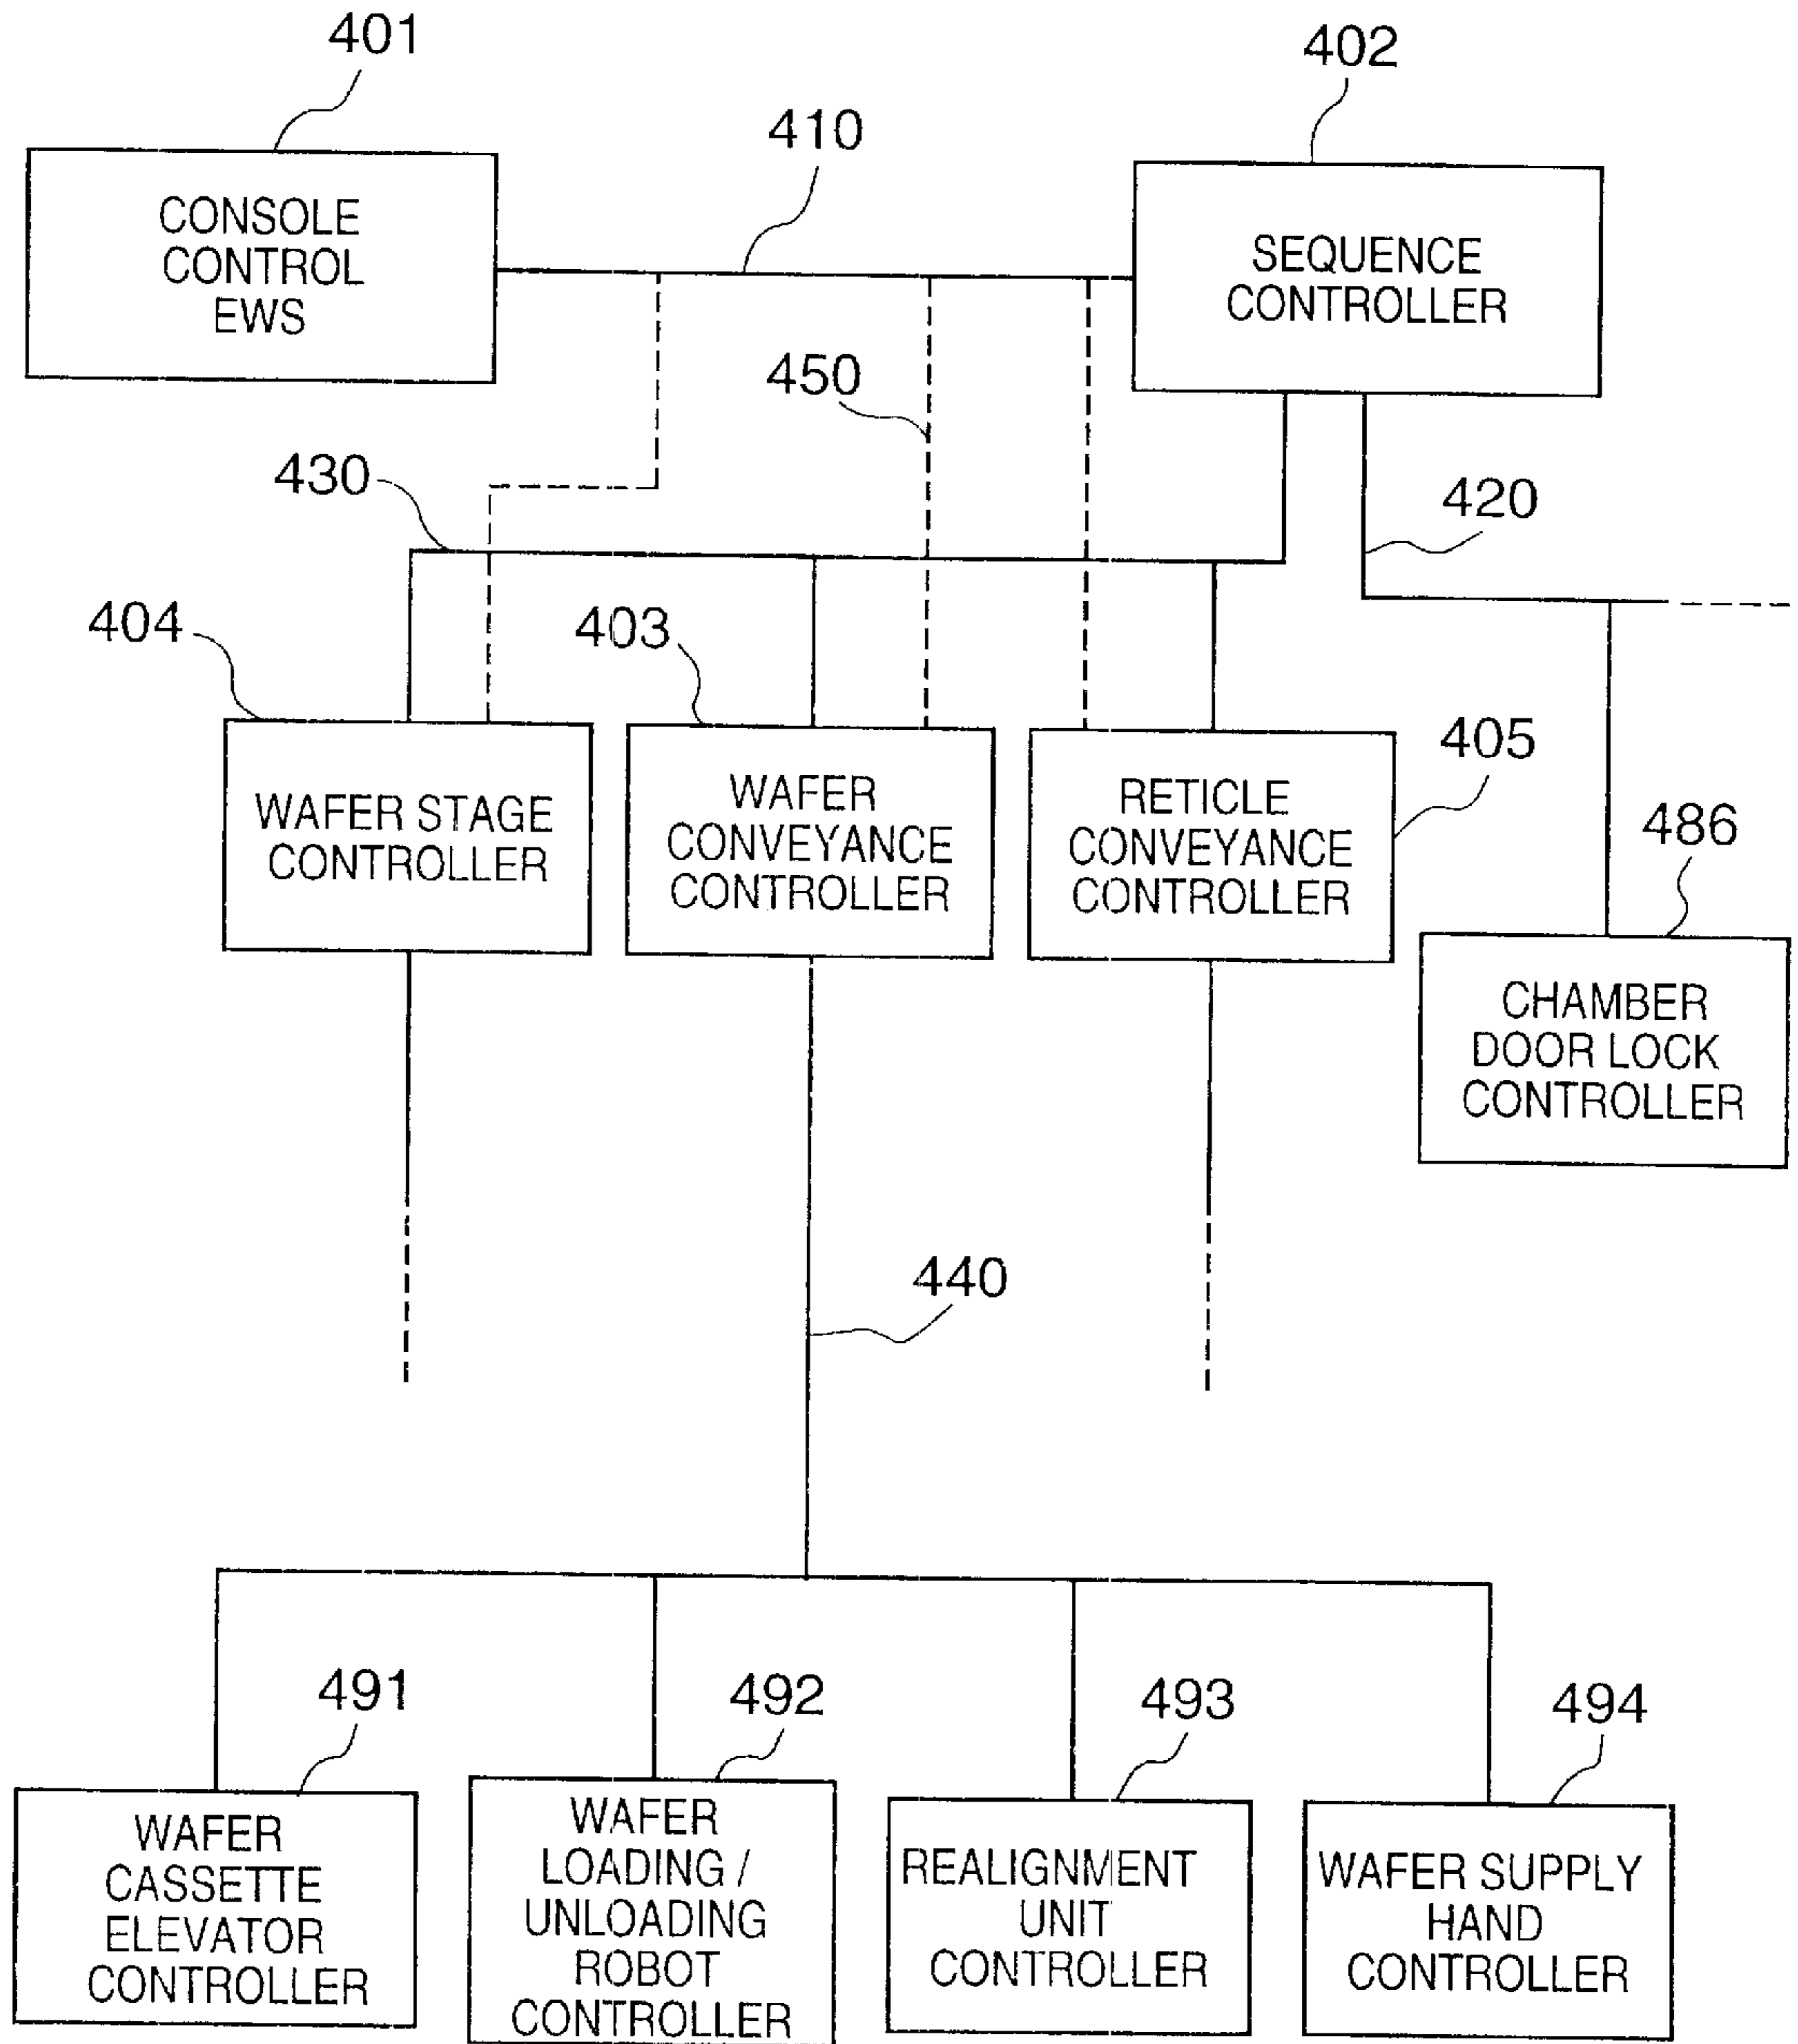 401
402
410
CONSOLE
CONTROL
EWS
SEQUENCE
CONTROLLER
450
430
420
404
403
405
WAFER STAGE
CONTROLLER
WAFER
CONVEYANCE
CONTROLLER
RETICLE
CONVEYANCE
CONTROLLER
486
CHAMBER
DOOR LOCK
CONTROLLER
440
491
492
493
494
WAFER
CASSETTE
ELEVATOR
CONTROLLER
WAFER
LOADING /
UNLOADING
ROBOT
CONTROLLER
REALIGNMENT
UNIT
CONTROLLER
WAFER SUPPLY
HAND
CONTROLLER